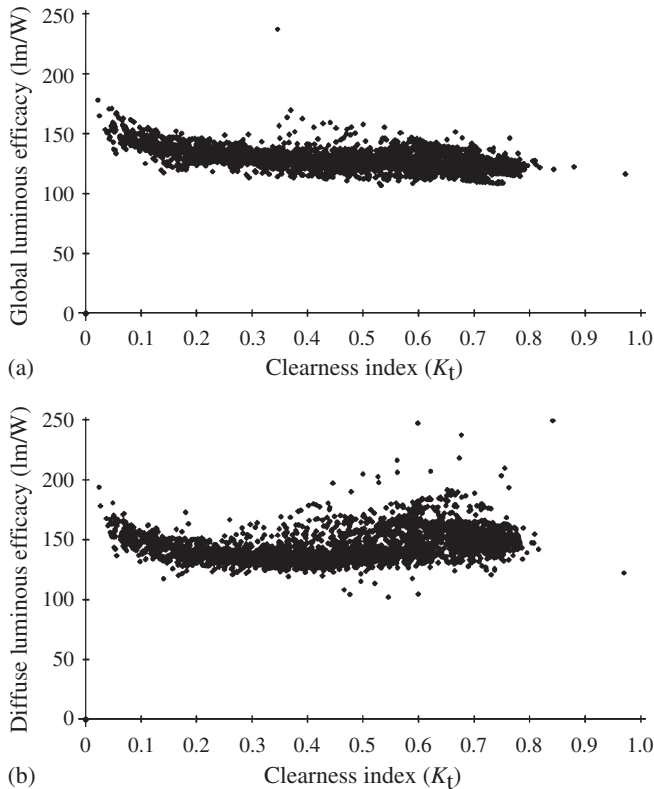 Global luminous efficacy (lm/W)
250
200
150
100
50
0
0 0.1 0.2 0.3 0.4 0.5 0.6 0.7 0.8 0.9 1.0
(a) Clearness index (Kt)
Diffuse luminous efficacy (lm/W)
250
200
150
100
50
0
0 0.1 0.2 0.3 0.4 0.5 0.6 0.7 0.8 0.9 1.0
(b) Clearness index (Kt)